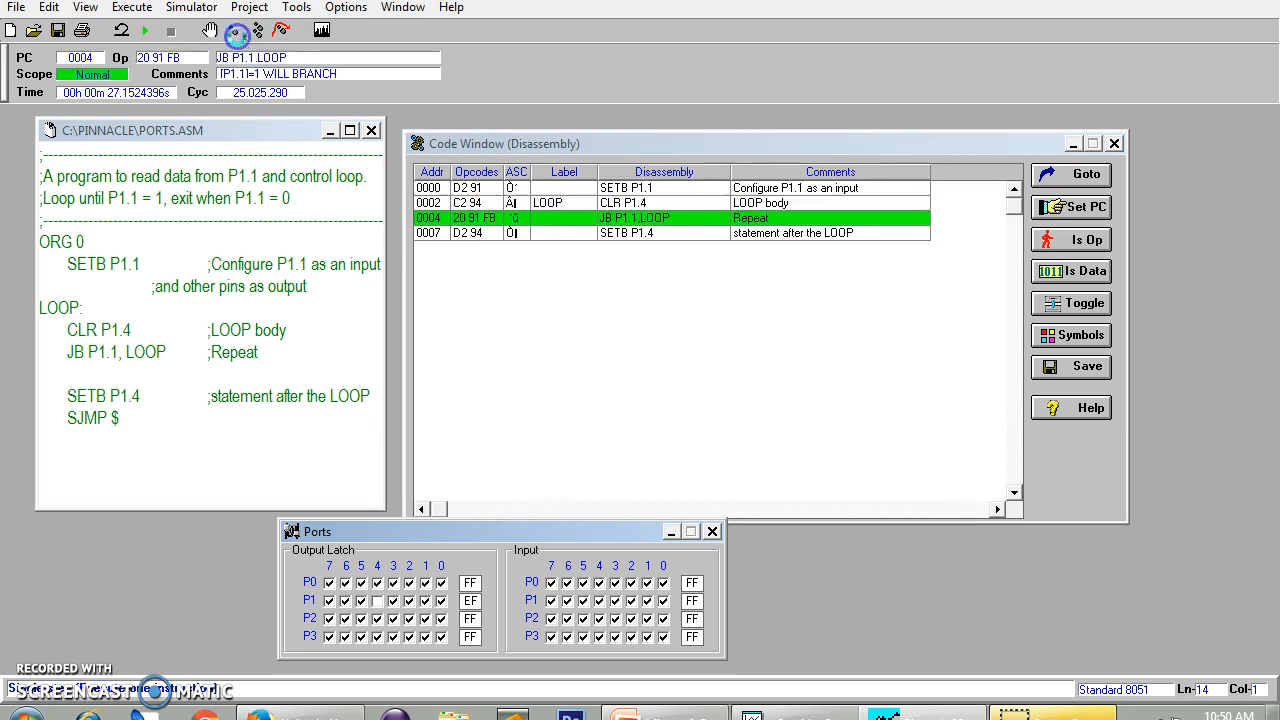 File Edit View Execute Simulator Project Tools Options Window Help
PC 0004 Op 20 91 FB JB P1.1,LOOP
Scope Normal Comments [P1.1]=1 WILL BRANCH
Time 00h 00m 27.1524396s Cyc 25.025.290
C:\PINNACLE\PORTS.ASM
;A program to read data from P1.1 and control loop.
;Loop until P1.1 = 1, exit when P1.1 = 0
ORG 0
SETB P1.1 ;Configure P1.1 as an input
;and other pins as output
LOOP:
CLR P1.4 ;LOOP body
JB P1.1, LOOP ;Repeat
SETB P1.4 ;statement after the LOOP
SJMP $
Code Window (Disassembly)
Addr Opcodes ASC Label Disassembly Comments
0000 D2 91 SETB P1.1 Configure P1.1 as an input
0002 C2 94 LOOP CLR P1.4 LOOP body
0004 20 91 FB JB P1.1,LOOP Repeat
0007 D2 94 SETB P1.4 statement after the LOOP
Goto
Set PC
Is Op
1011 Is Data
Toggle
Symbols
Save
Help
Ports
Output Latch
7 6 5 4 3 2 1 0
P0 FF
P1 EF
P2 FF
P3 FF
Input
7 6 5 4 3 2 1 0
P0 FF
P1 FF
P2 FF
P3 FF
RECORDED WITH
SCREENCAST MATIC
Standard 8051 Ln-14 Col-1
10:50 AM